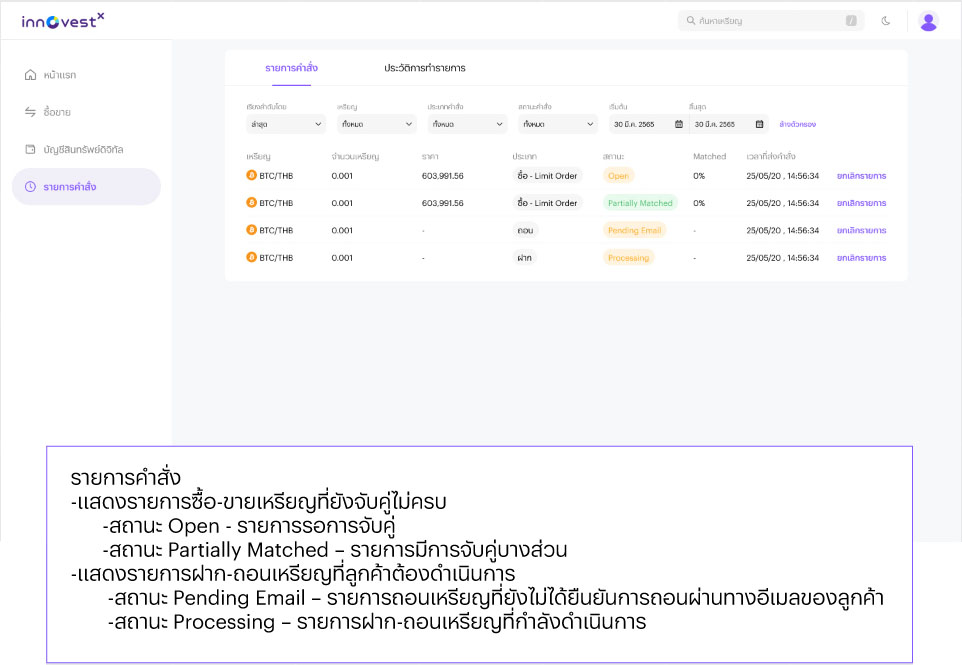 innovestx
ค้นหาเหรียญ /
หน้าแรก
ซื้อขาย
บัญชีสินทรัพย์ดิจิทัล
รายการคำสั่ง
รายการคำสั่ง ประวัติการทำรายการ
เรียงลำดับโดย เหรียญ ประเภทคำสั่ง สถานะคำสั่ง เริ่มต้น สิ้นสุด
ล่าสุด ทั้งหมด ทั้งหมด ทั้งหมด 30 มี.ค. 2565 30 มี.ค. 2565 ล้างตัวกรอง
เหรียญ จำนวนเหรียญ ราคา ประเภท สถานะ Matched เวลาที่ส่งคำสั่ง
BTC/THB 0.001 603,991.56 ซื้อ - Limit Order Open 0% 25/05/20 , 14:56:34 ยกเลิกรายการ
BTC/THB 0.001 603,991.56 ซื้อ - Limit Order Partially Matched 0% 25/05/20 , 14:56:34 ยกเลิกรายการ
BTC/THB 0.001 - ถอน Pending Email - 25/05/20 , 14:56:34 ยกเลิกรายการ
BTC/THB 0.001 - ฝาก Processing - 25/05/20 , 14:56:34 ยกเลิกรายการ
รายการคำสั่ง
-แสดงรายการซื้อ-ขายเหรียญที่ยังจับคู่ไม่ครบ
-สถานะ Open - รายการรอการจับคู่
-สถานะ Partially Matched – รายการมีการจับคู่บางส่วน
-แสดงรายการฝาก-ถอนเหรียญที่ลูกค้าต้องดำเนินการ
-สถานะ Pending Email – รายการถอนเหรียญที่ยังไม่ได้ยืนยันการถอนผ่านทางอีเมลของลูกค้า
-สถานะ Processing – รายการฝาก-ถอนเหรียญที่กำลังดำเนินการ